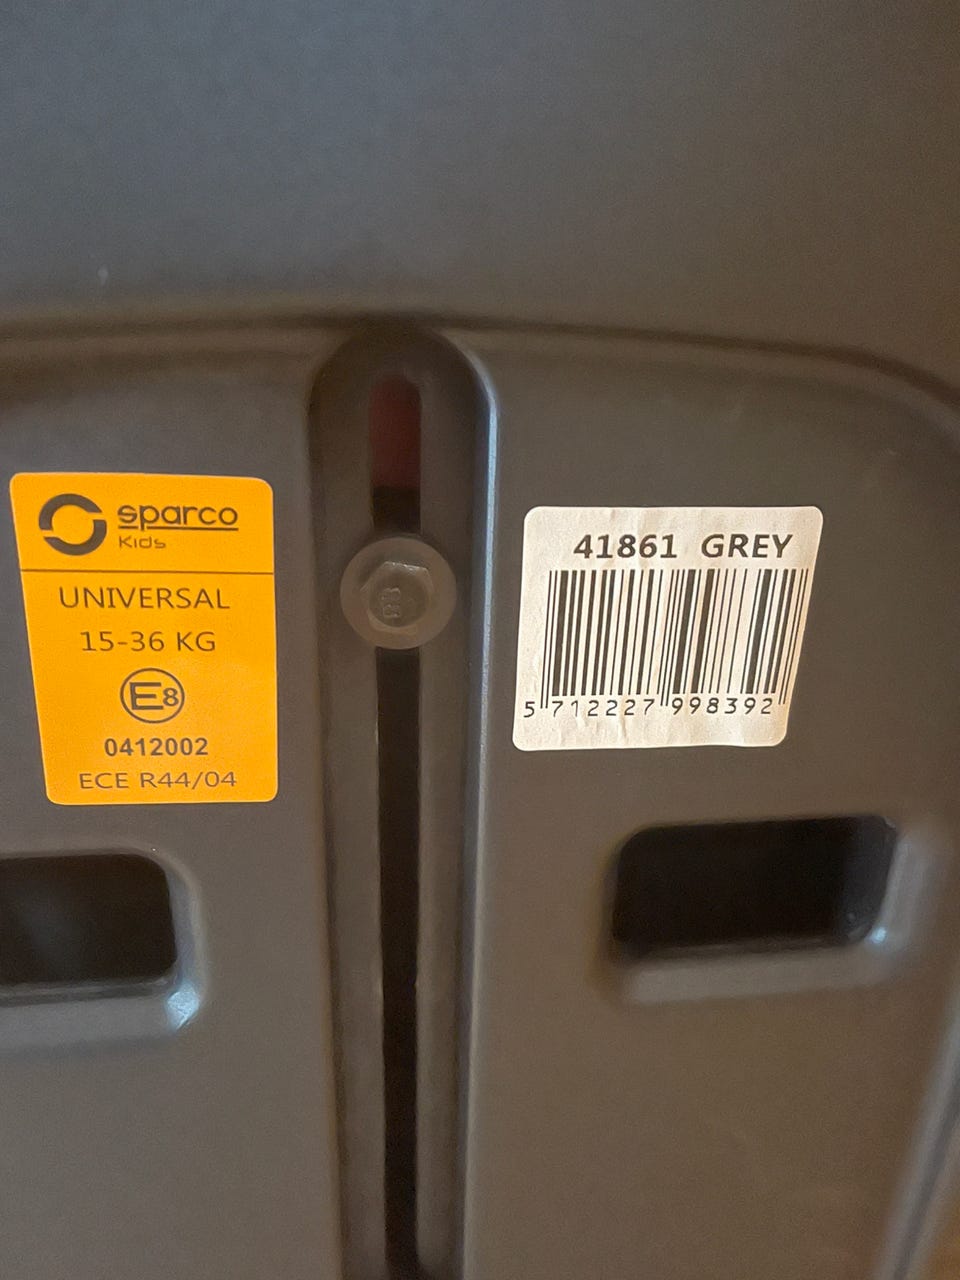 sparco
Kids
UNIVERSAL
15-36 KG
E8
0412002
ECE R44/04
41861 GREY
5 712227 998392